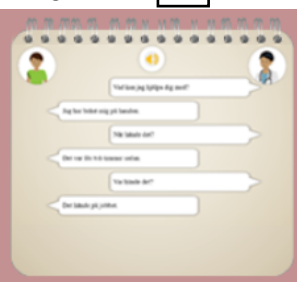 Vad kan jag hjälpa dig med?
Jag har bränt mig på handen.
När hände det?
Det var för två timmar sedan.
Var hände det?
Det hände på jobbet.